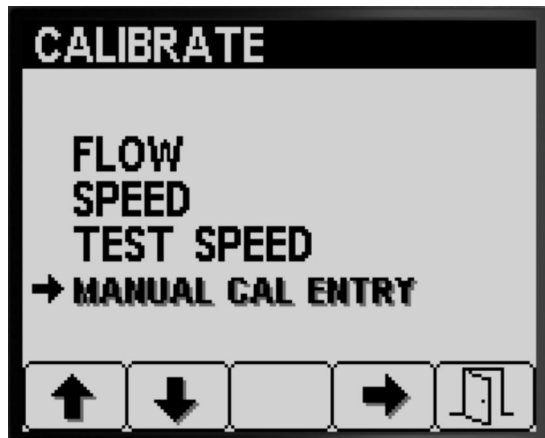 CALIBRATE
FLOW
SPEED
TEST SPEED
MANUAL CAL ENTRY